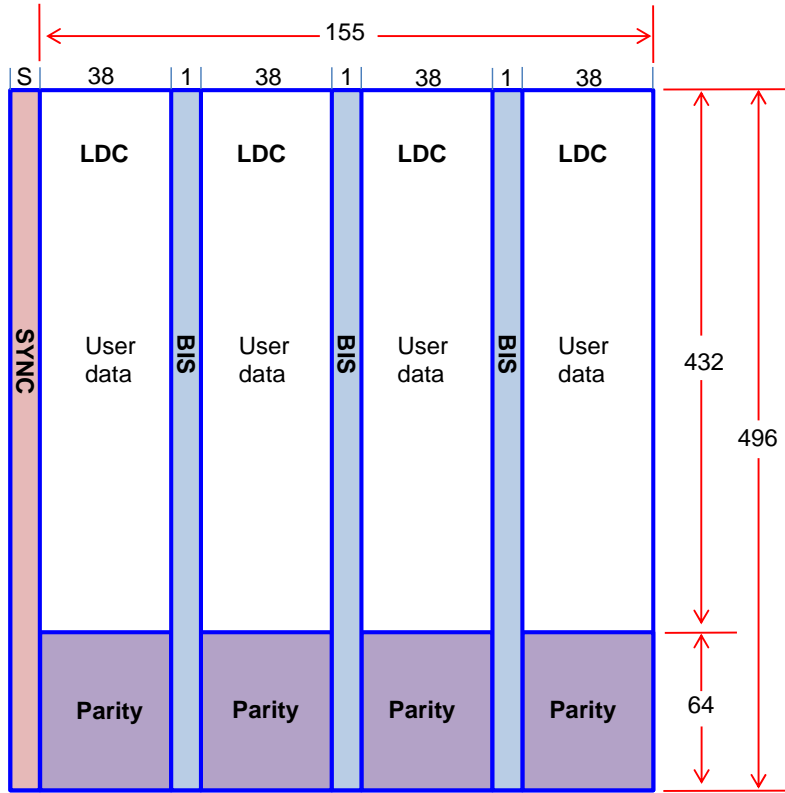 155
S 38 1 38 1 38 1 38
LDC LDC LDC LDC
SYNC
User
data
BIS
User
data
BIS
User
data
BIS
User
data
432
496
Parity Parity Parity Parity
64